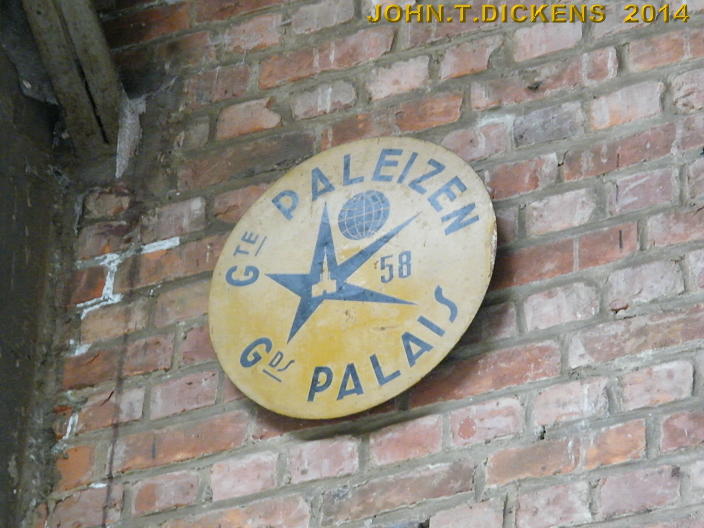 JOHN.T.DICKENS 2014
GTE PALEIZEN
58
GDS PALAIS